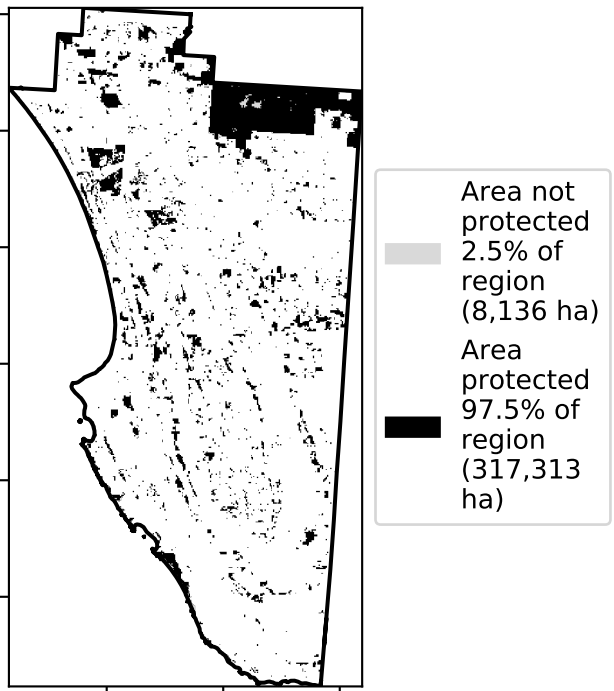 Area not
protected
2.5% of
region
(8,136 ha)
Area
protected
97.5% of
region
(317,313
ha)